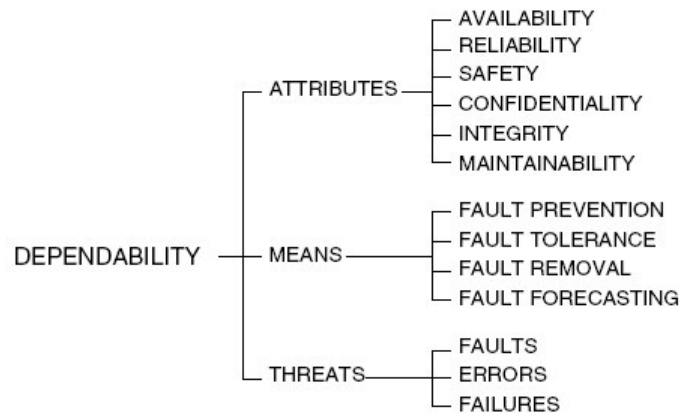 DEPENDABILITY
ATTRIBUTES
AVAILABILITY
RELIABILITY
SAFETY
CONFIDENTIALITY
INTEGRITY
MAINTAINABILITY
MEANS
FAULT PREVENTION
FAULT TOLERANCE
FAULT REMOVAL
FAULT FORECASTING
THREATS
FAULTS
ERRORS
FAILURES